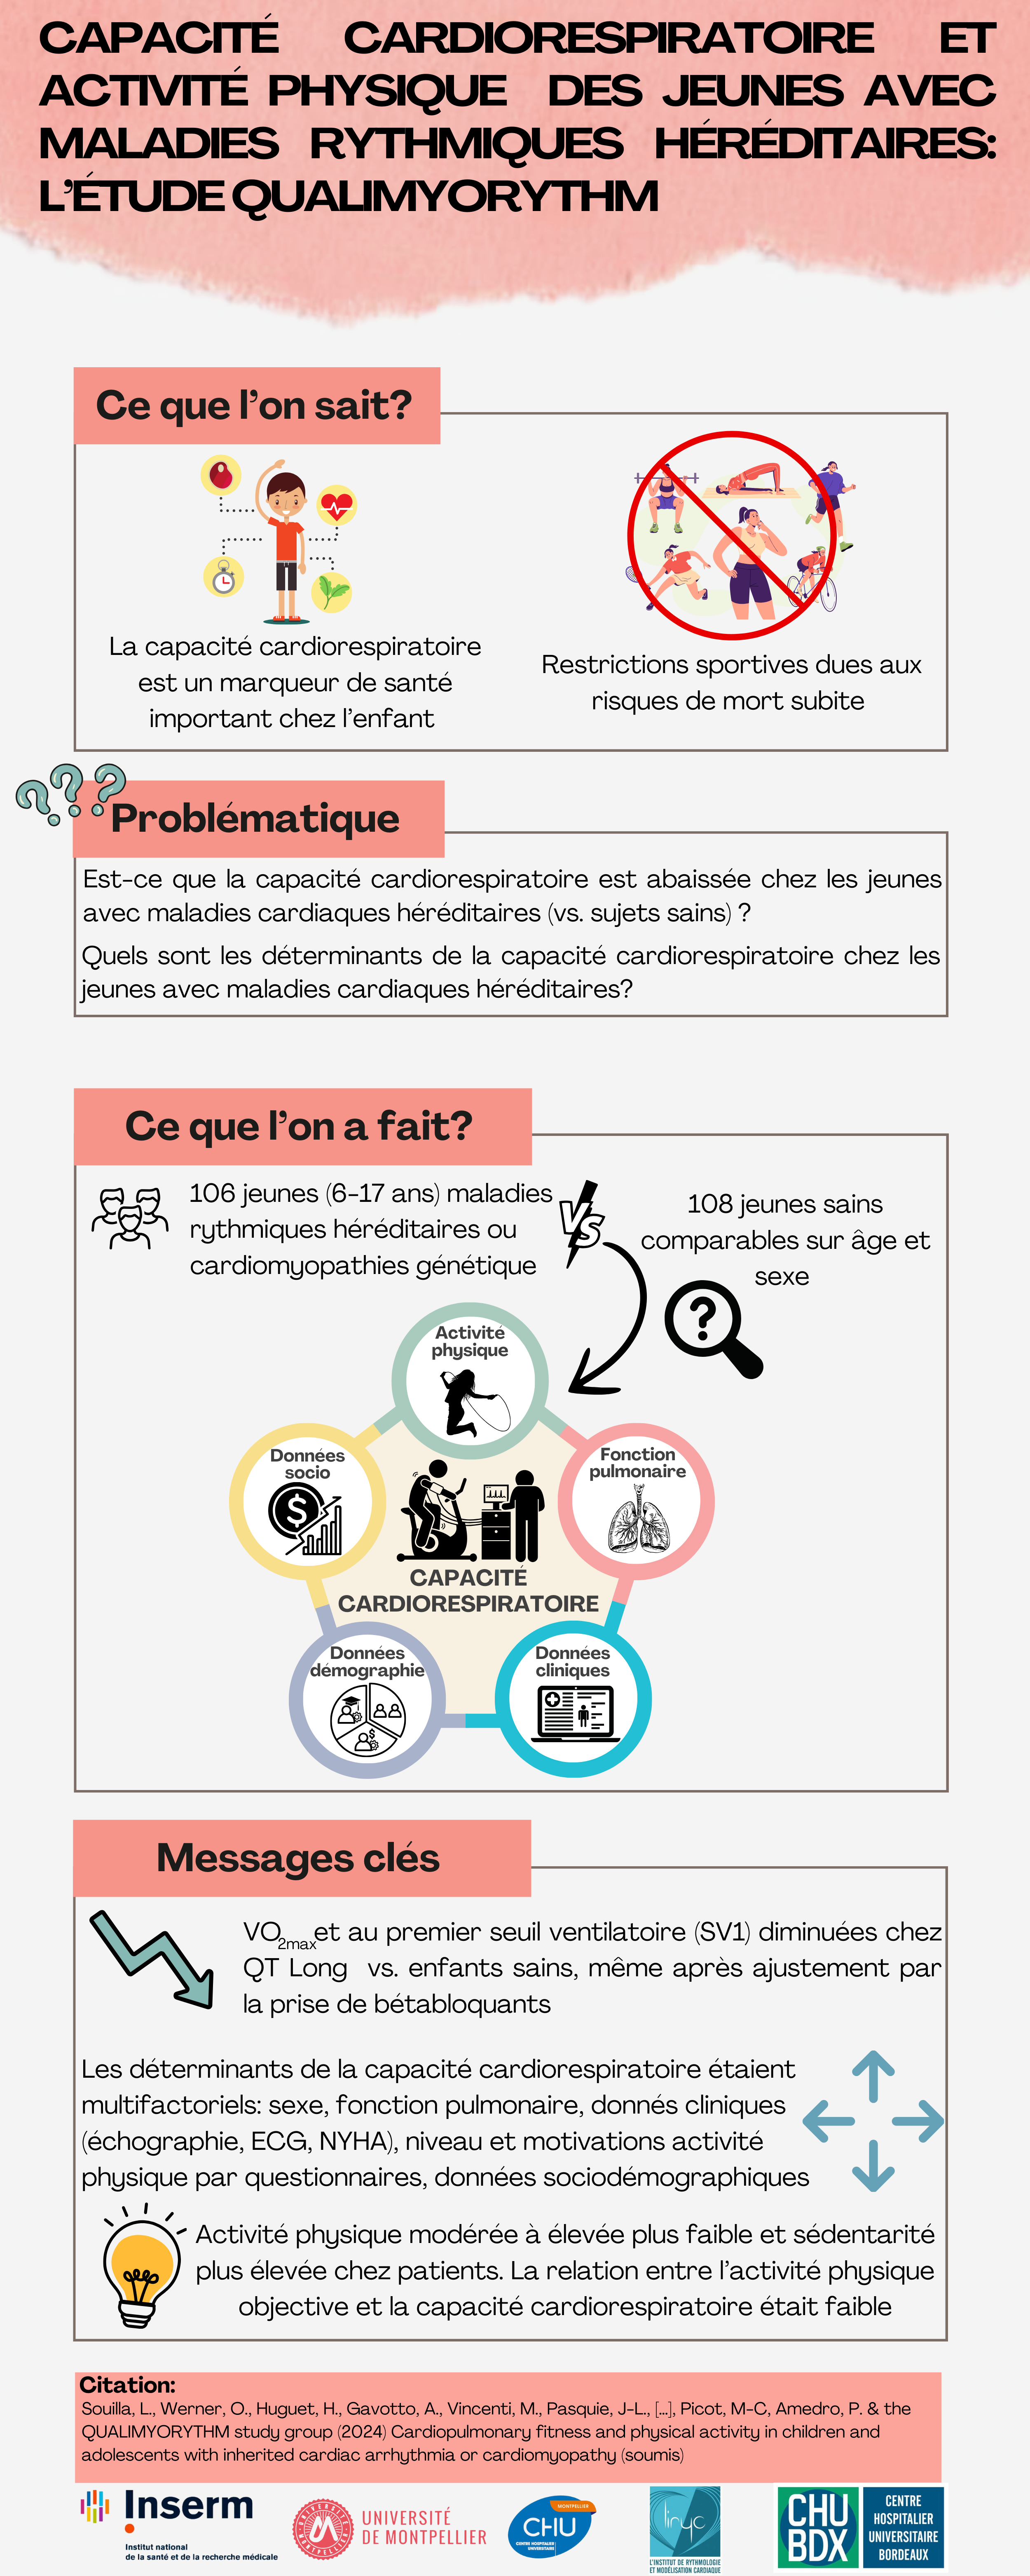 CAPACITÉ CARDIORESPIRATOIRE ET
ACTIVITÉ PHYSIQUE DES JEUNES AVEC
MALADIES RYTHMIQUES HÉRÉDITAIRES:
L'ÉTUDE QUALIMYORYTHM
Ce que l'on sait?
La capacité cardiorespiratoire
est un marqueur de santé
important chez l'enfant
Restrictions sportives dues aux
risques de mort subite
Problématique
Est-ce que la capacité cardiorespiratoire est abaissée chez les jeunes
avec maladies cardiaques héréditaires (vs. sujets sains) ?
Quels sont les déterminants de la capacité cardiorespiratoire chez les
jeunes avec maladies cardiaques héréditaires?
Ce que l'on a fait?
106 jeunes (6-17 ans) maladies
rythmiques héréditaires ou
cardiomyopathies génétique
VS
108 jeunes sains
comparables sur âge et
sexe
Activité
physique
Données
socio
Fonction
pulmonaire
CAPACITÉ
CARDIORESPIRATOIRE
Données
démographie
Données
cliniques
Messages clés
VO2max et au premier seuil ventilatoire (SV1) diminuées chez
QT Long vs. enfants sains, même après ajustement par
la prise de bétabloquants
Les déterminants de la capacité cardiorespiratoire étaient
multifactoriels: sexe, fonction pulmonaire, donnés cliniques
(échographie, ECG, NYHA), niveau et motivations activité
physique par questionnaires, données sociodémographiques
Activité physique modérée à élevée plus faible et sédentarité
plus élevée chez patients. La relation entre l'activité physique
objective et la capacité cardiorespiratoire était faible
Citation:
Souilla, L., Werner, O., Huguet, H., Gavotto, A., Vincenti, M., Pasquie, J-L., [...], Picot, M-C, Amedro, P. & the
QUALIMYORYTHM study group (2024) Cardiopulmonary fitness and physical activity in children and
adolescents with inherited cardiac arrhythmia or cardiomyopathy (soumis)
Inserm
Institut national
de la santé et de la recherche médicale
UNIVERSITÉ
DE MONTPELLIER
MONTPELLIER
CHU
CENTRE HOSPITALIER
UNIVERSITAIRE
liryc
L'INSTITUT DE RYTHMOLOGIE
ET MODÉLISATION CARDIAQUE
CHU
BDX
CENTRE
HOSPITALIER
UNIVERSITAIRE
BORDEAUX